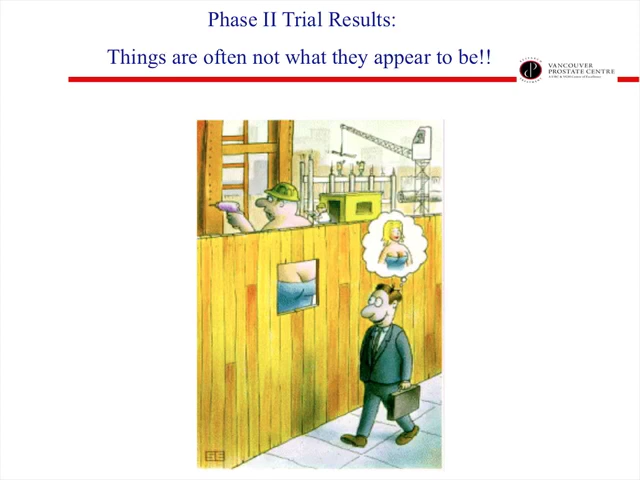 Phase II Trial Results:
Things are often not what they appear to be!!
VANCOUVER
PROSTATE CENTRE